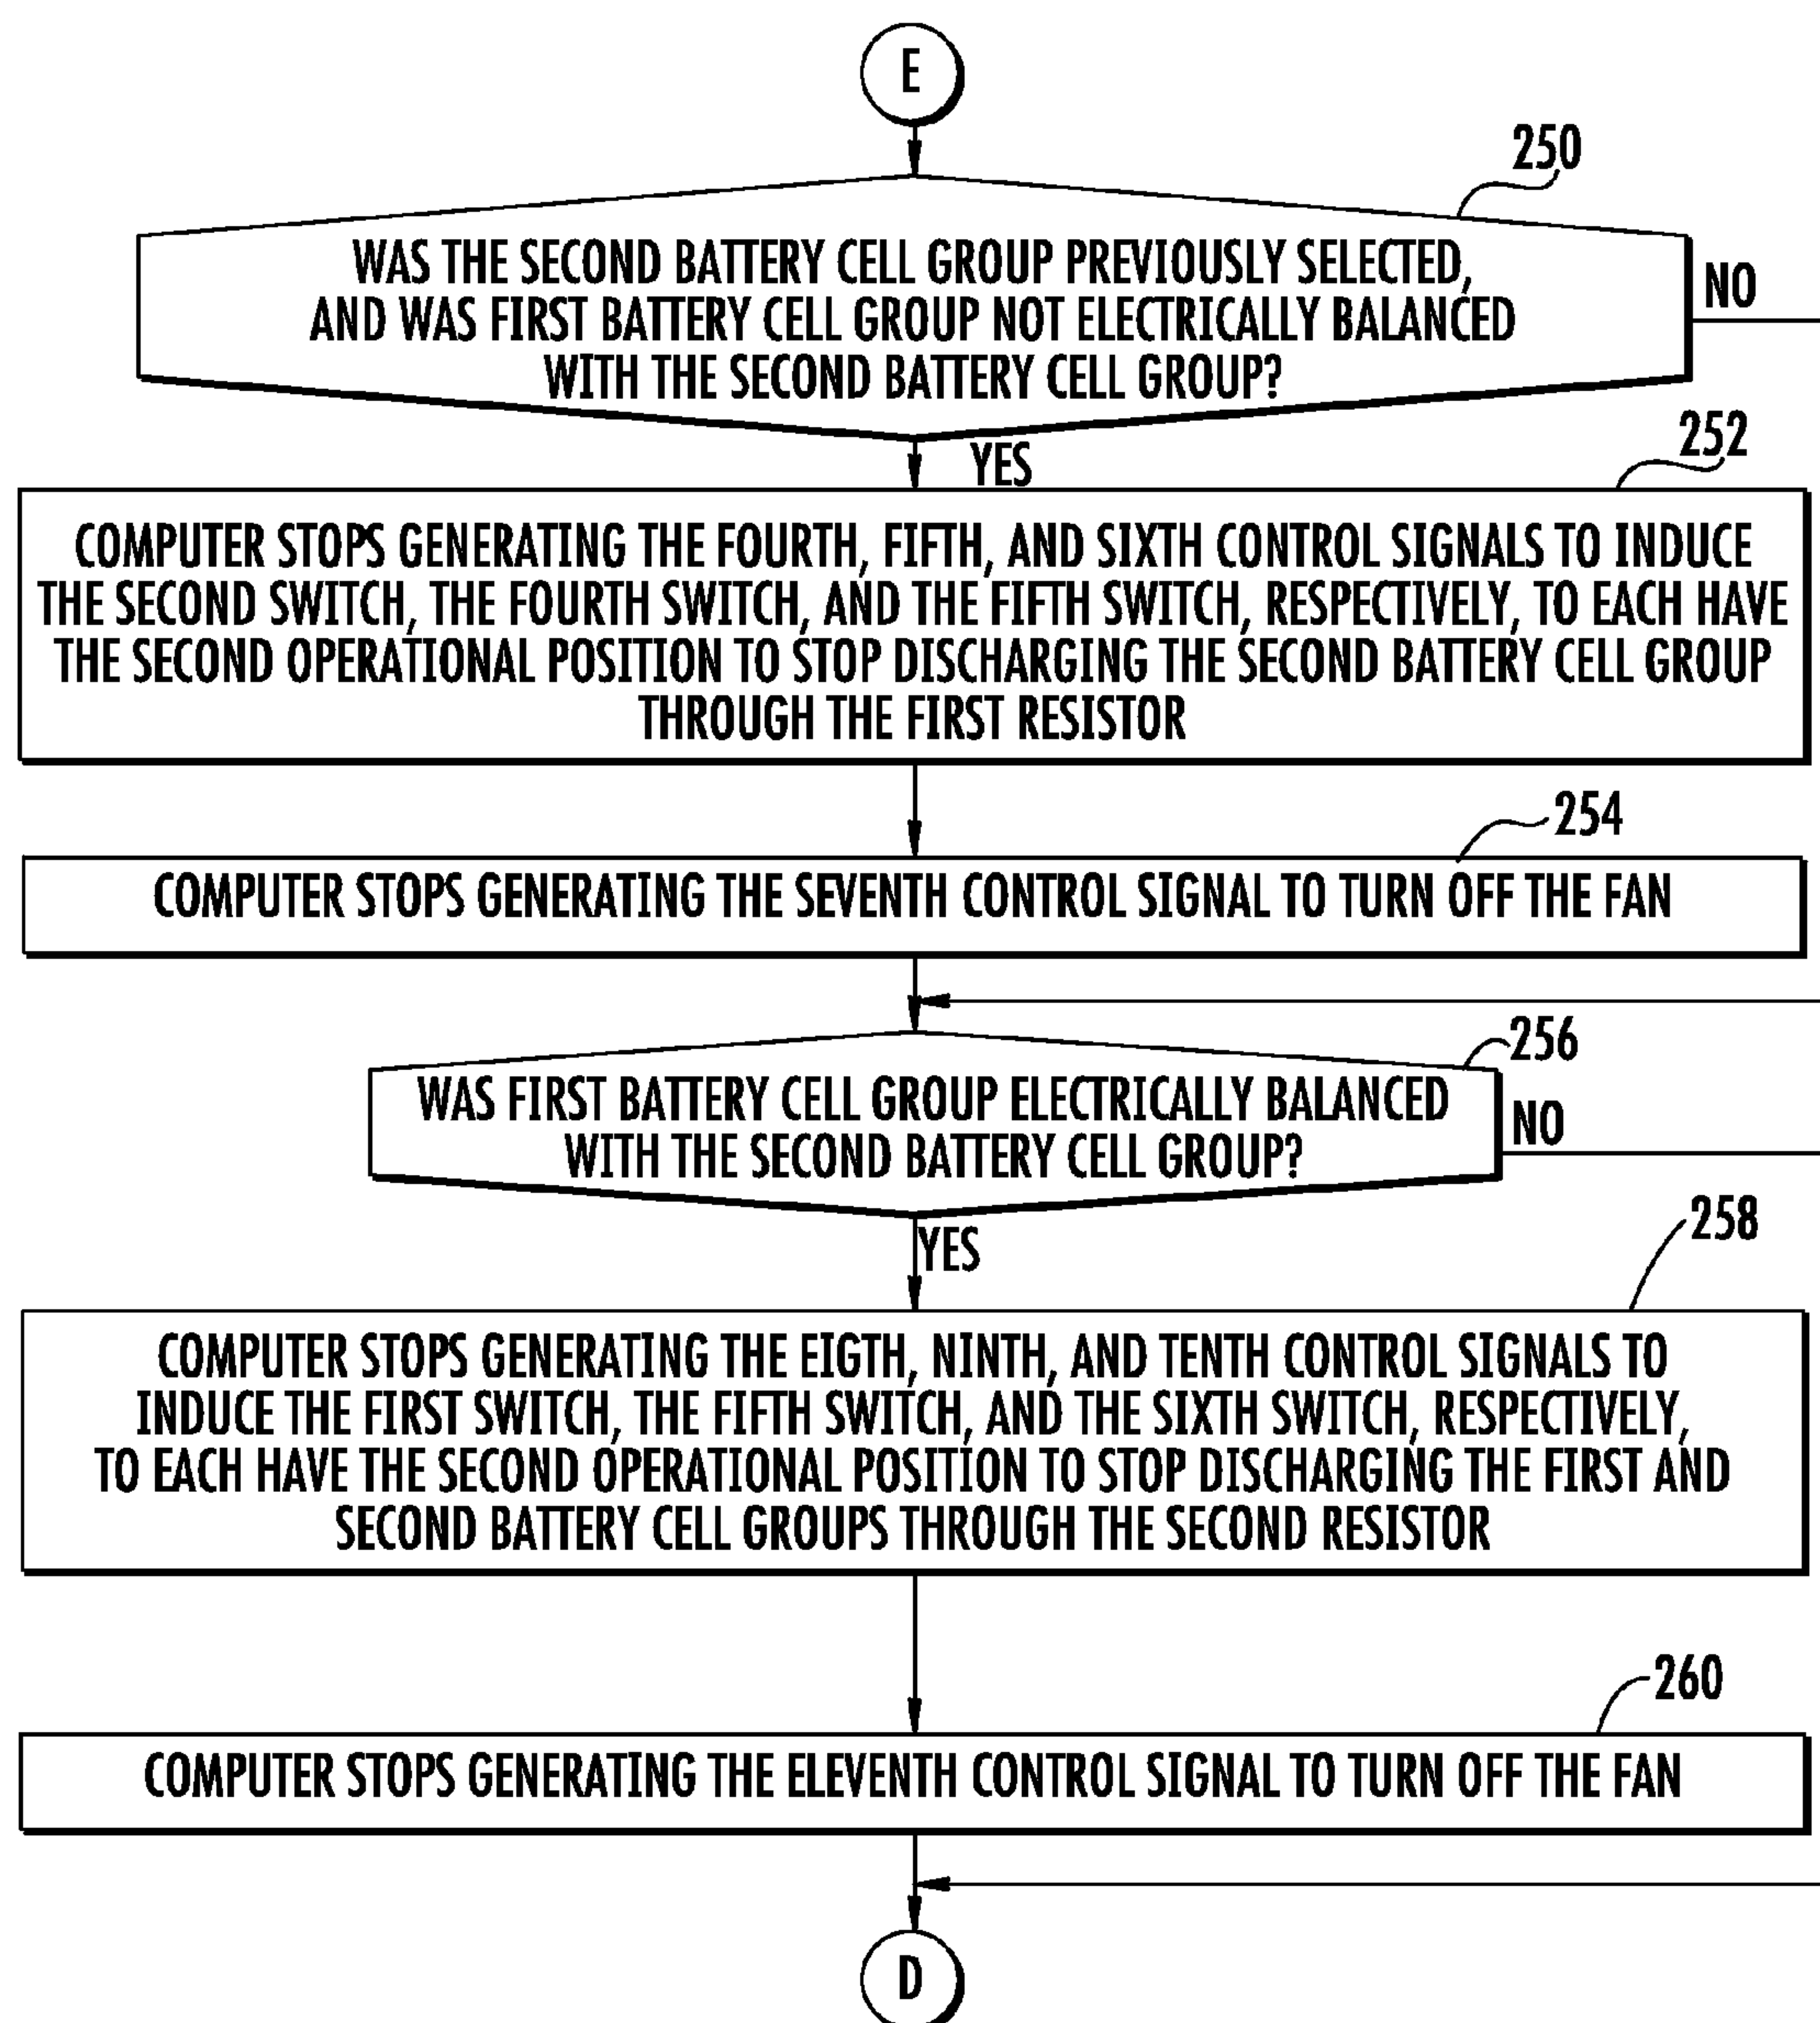 E
250
WAS THE SECOND BATTERY CELL GROUP PREVIOUSLY SELECTED,
AND WAS FIRST BATTERY CELL GROUP NOT ELECTRICALLY BALANCED
WITH THE SECOND BATTERY CELL GROUP?
NO
YES
252
COMPUTER STOPS GENERATING THE FOURTH, FIFTH, AND SIXTH CONTROL SIGNALS TO INDUCE
THE SECOND SWITCH, THE FOURTH SWITCH, AND THE FIFTH SWITCH, RESPECTIVELY, TO EACH HAVE
THE SECOND OPERATIONAL POSITION TO STOP DISCHARGING THE SECOND BATTERY CELL GROUP
THROUGH THE FIRST RESISTOR
254
COMPUTER STOPS GENERATING THE SEVENTH CONTROL SIGNAL TO TURN OFF THE FAN
256
WAS FIRST BATTERY CELL GROUP ELECTRICALLY BALANCED
WITH THE SECOND BATTERY CELL GROUP?
NO
YES
258
COMPUTER STOPS GENERATING THE EIGTH, NINTH, AND TENTH CONTROL SIGNALS TO
INDUCE THE FIRST SWITCH, THE FIFTH SWITCH, AND THE SIXTH SWITCH, RESPECTIVELY,
TO EACH HAVE THE SECOND OPERATIONAL POSITION TO STOP DISCHARGING THE FIRST AND
SECOND BATTERY CELL GROUPS THROUGH THE SECOND RESISTOR
260
COMPUTER STOPS GENERATING THE ELEVENTH CONTROL SIGNAL TO TURN OFF THE FAN
D